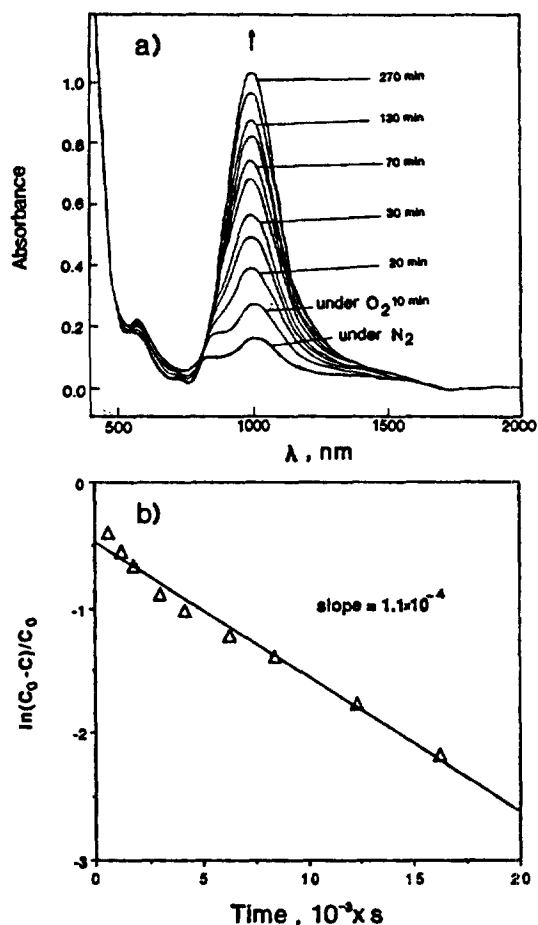 a)
1.0
0.8
0.6
0.4
0.2
0.0
Absorbance
270 min
130 min
70 min
30 min
20 min
under O₂ 10 min
under N₂
500
1000
1500
2000
λ , nm
b)
0
-1
-2
-3
ln(C₀-C)/C₀
slope = 1.1×10⁻⁴
0
5
10
15
20
Time , 10⁻³x s